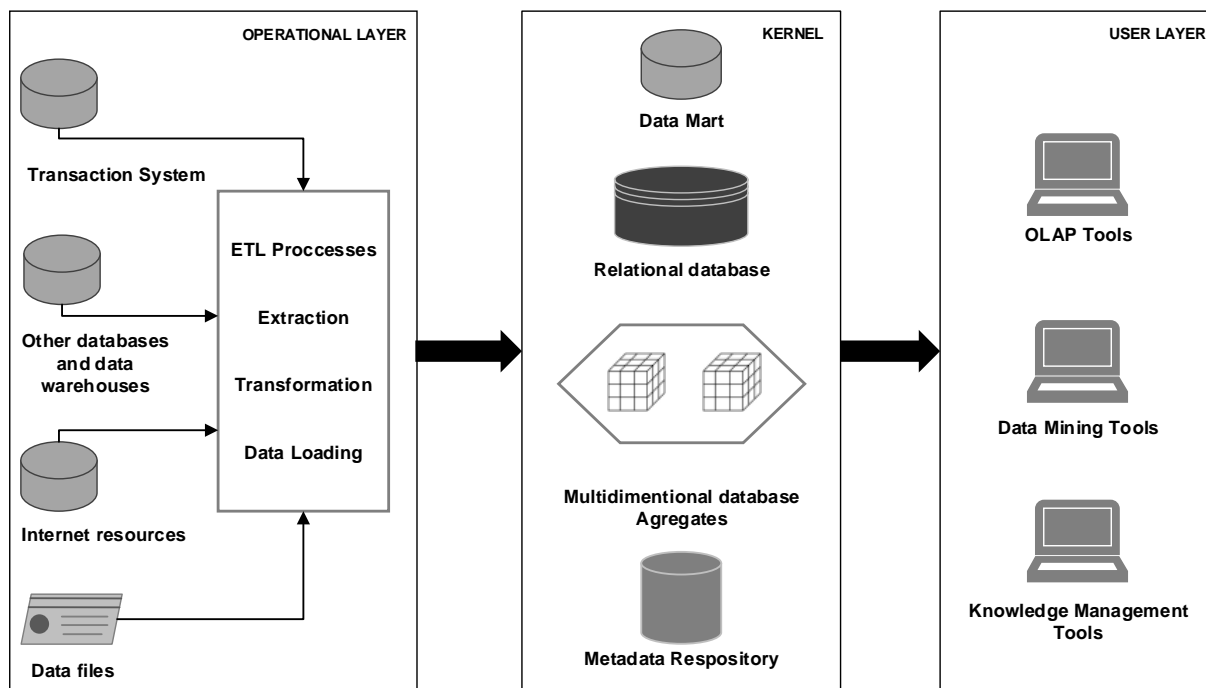 OPERATIONAL LAYER
Transaction System
Other databases
and data
warehouses
Internet resources
Data files
ETL Proccesses
Extraction
Transformation
Data Loading
KERNEL
Data Mart
Relational database
Multidimentional database
Agregates
Metadata Respository
USER LAYER
OLAP Tools
Data Mining Tools
Knowledge Management
Tools